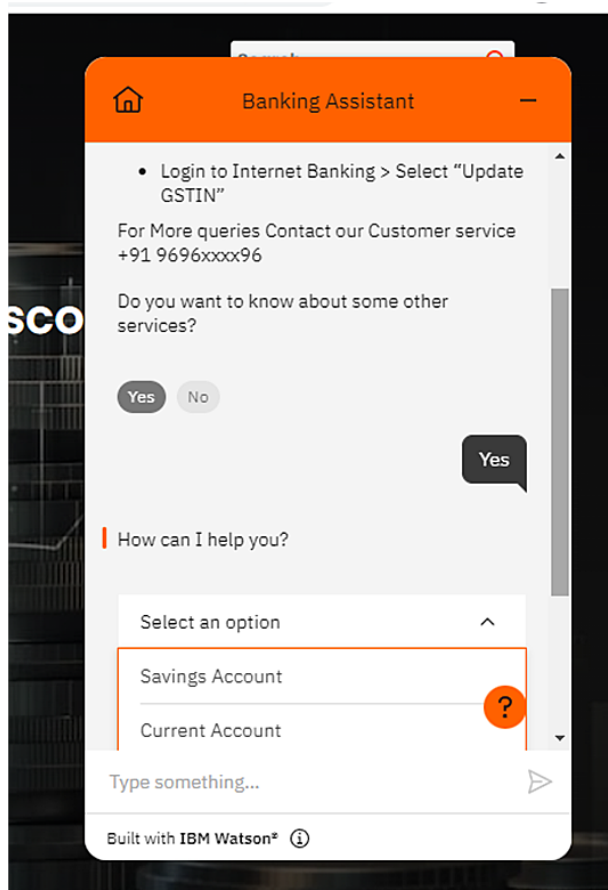 Banking Assistant
• Login to Internet Banking > Select “Update
GSTIN”
For More queries Contact our Customer service
+91 9696xxxx96
Do you want to know about some other
services?
Yes No
Yes
How can I help you?
Select an option
Savings Account
?
Current Account
Type something...
Built with IBM Watson®
sco